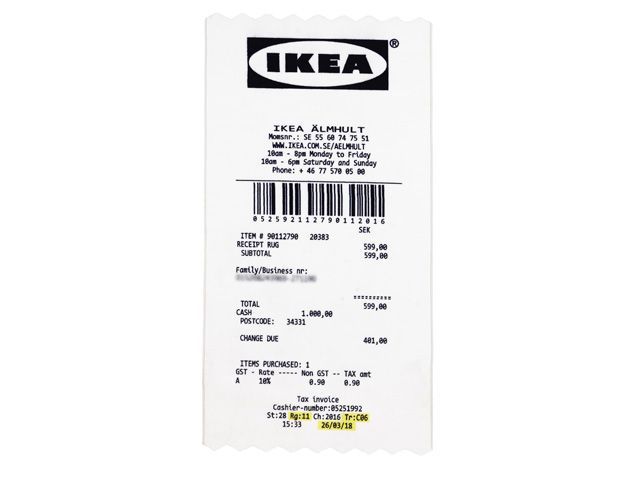 IKEA®
IKEA ÄLMHULT
Momsnr.: SE 55 60 74 75 51
WWW.IKEA.COM.SE/AELMHULT
10am - 8pm Monday to Friday
10am - 6pm Saturday and Sunday
Phone: + 46 77 570 05 00
052592112790112016
SEK
ITEM # 90112790 20383
RECEIPT RUG 599,00
SUBTOTAL 599,00
Family/Business nr:
==========
TOTAL 599,00
CASH 1.000,00
POSTCODE: 34331
CHANGE DUE 401,00
ITEMS PURCHASED: 1
GST - Rate ----- Non GST -- TAX amt
A 10% 0.90 0.90
Tax invoice
Cashier-number:05251992
St:28 Rg:11 Ch:2016 Tr:C06
15:33 26/03/18